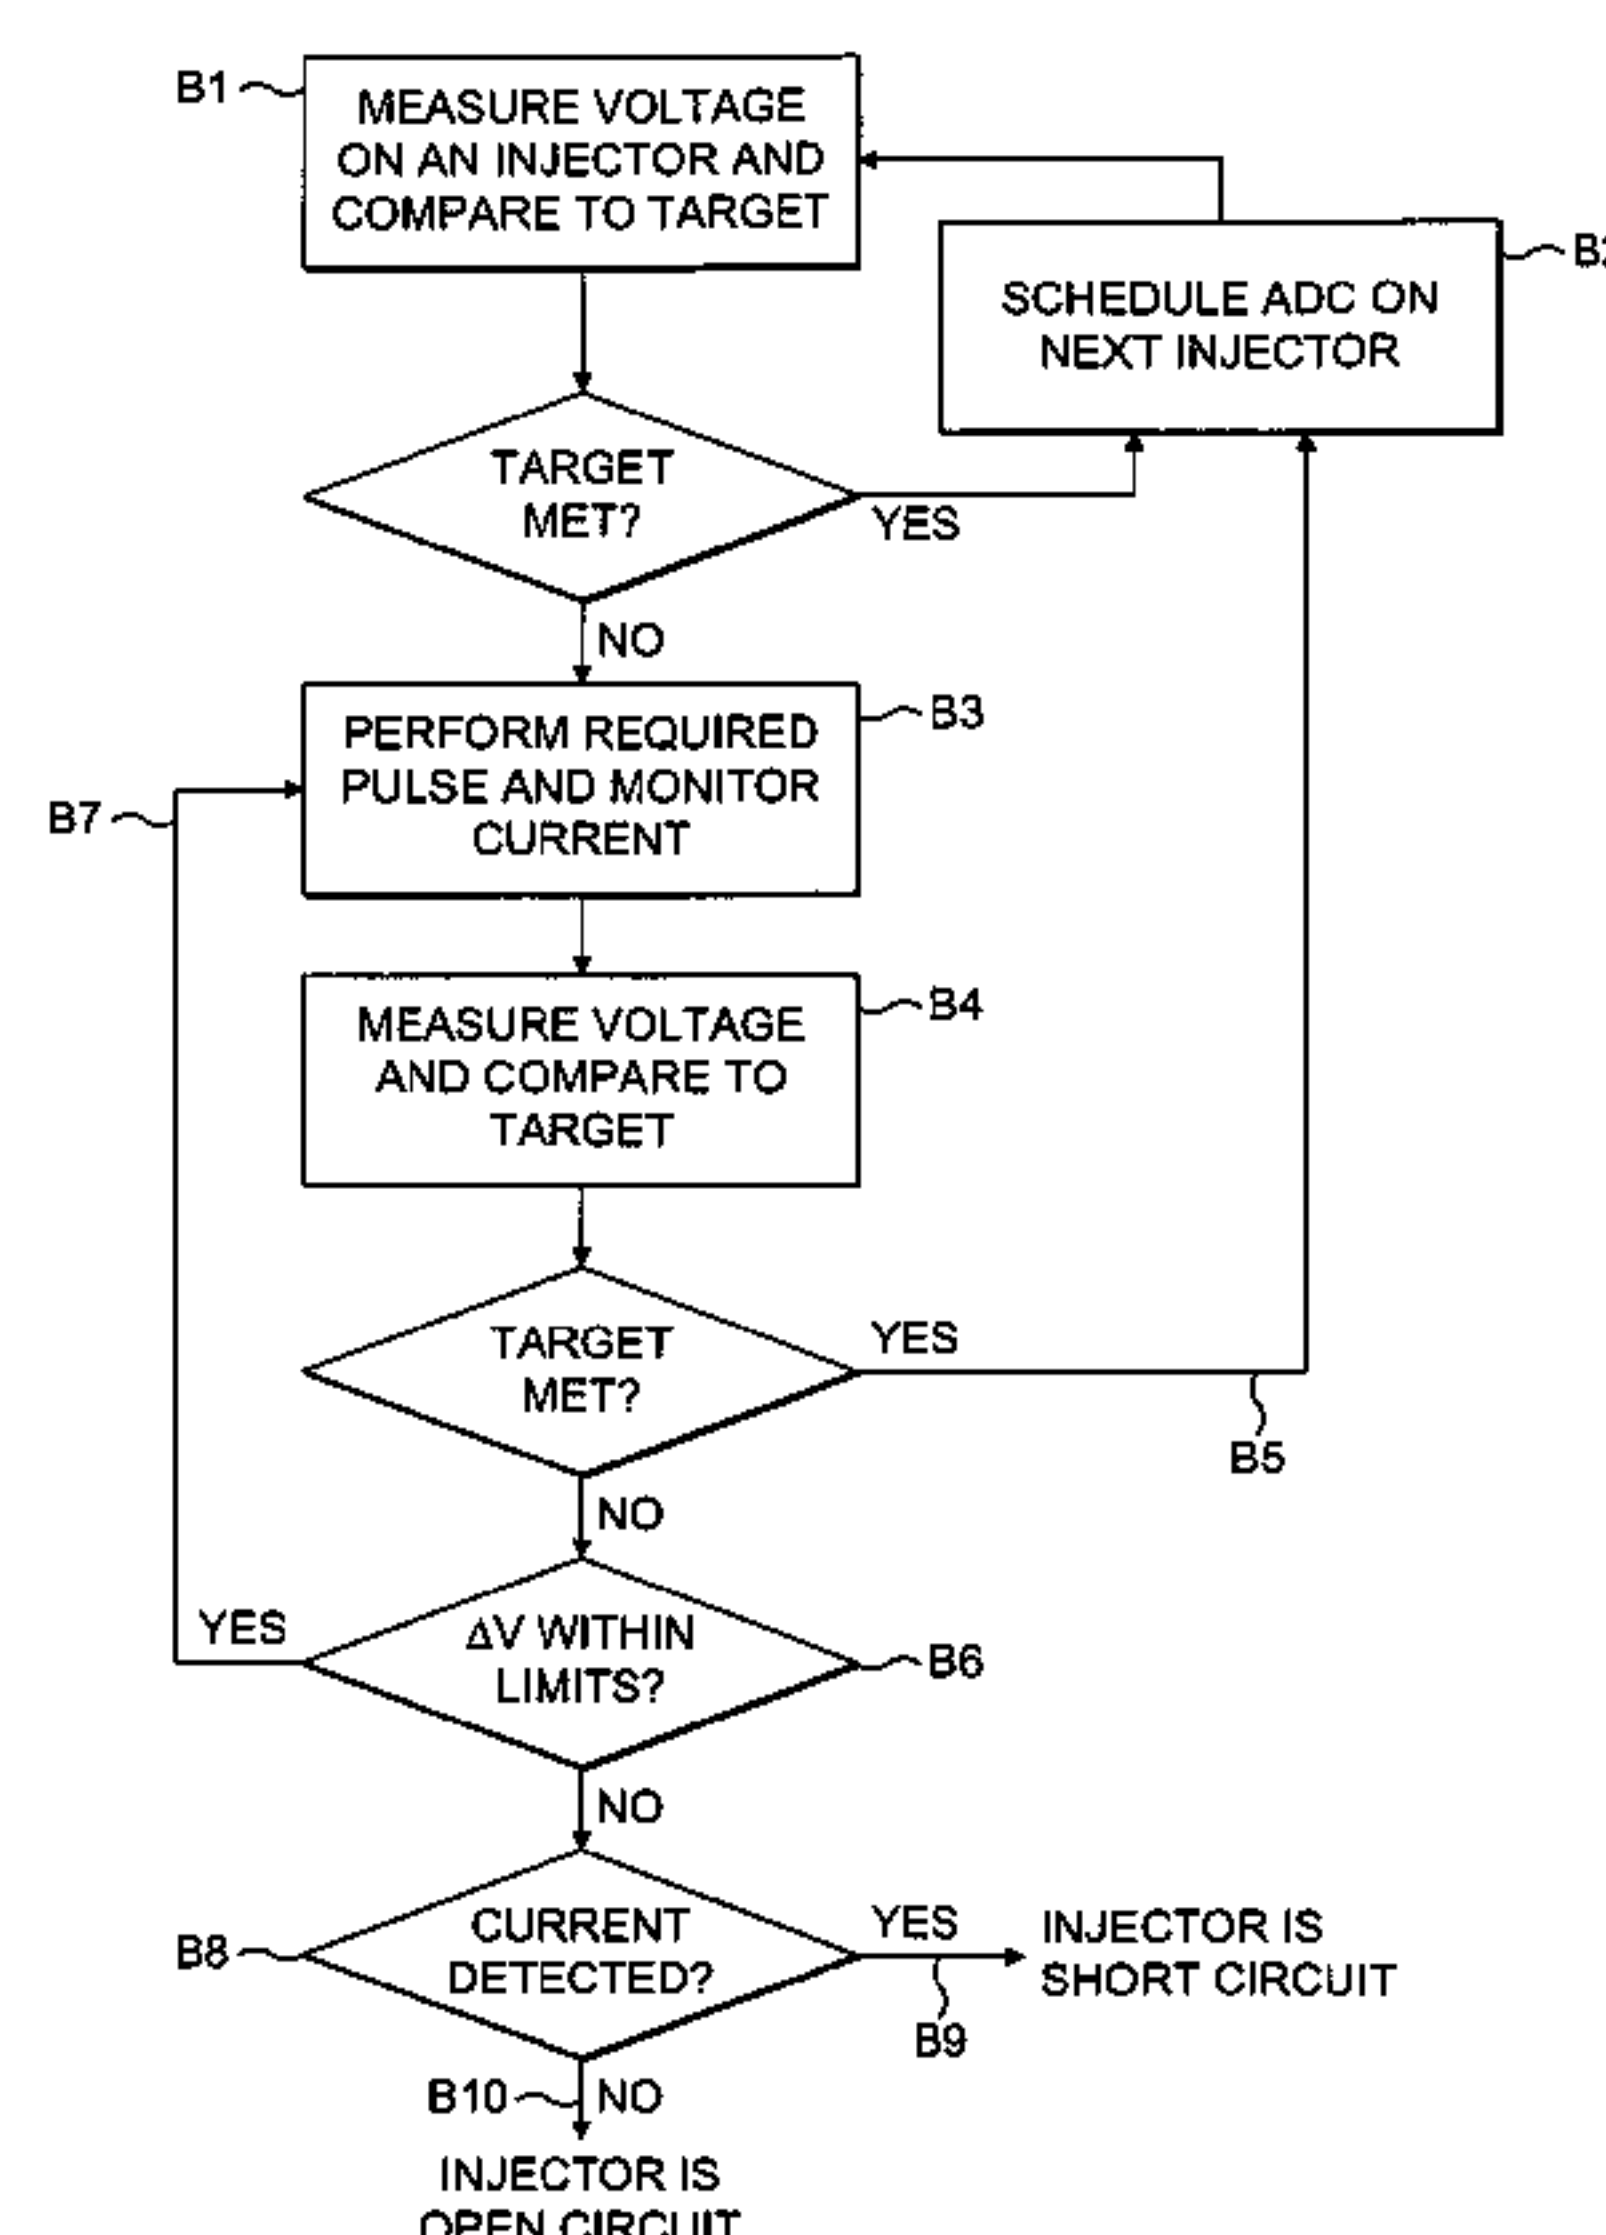 B1
MEASURE VOLTAGE
ON AN INJECTOR AND
COMPARE TO TARGET
SCHEDULE ADC ON
NEXT INJECTOR
B2
TARGET
MET?
YES
NO
PERFORM REQUIRED
PULSE AND MONITOR
CURRENT
B3
B7
MEASURE VOLTAGE
AND COMPARE TO
TARGET
B4
TARGET
MET?
YES
B5
NO
ΔV WITHIN
LIMITS?
YES
B6
NO
B8
CURRENT
DETECTED?
YES
INJECTOR IS
SHORT CIRCUIT
B9
B10
NO
INJECTOR IS
OPEN CIRCUIT